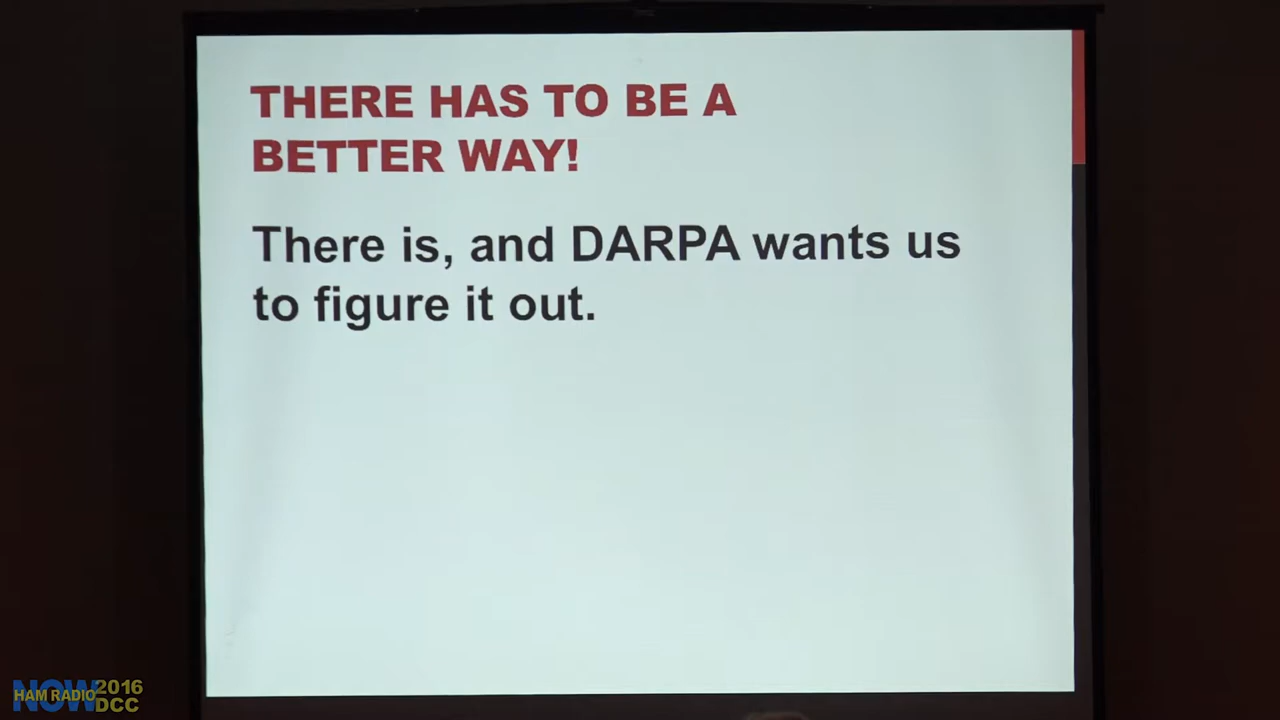 THERE HAS TO BE A
BETTER WAY!
There is, and DARPA wants us
to figure it out.
NOW
HAM RADIO
2016
DCC